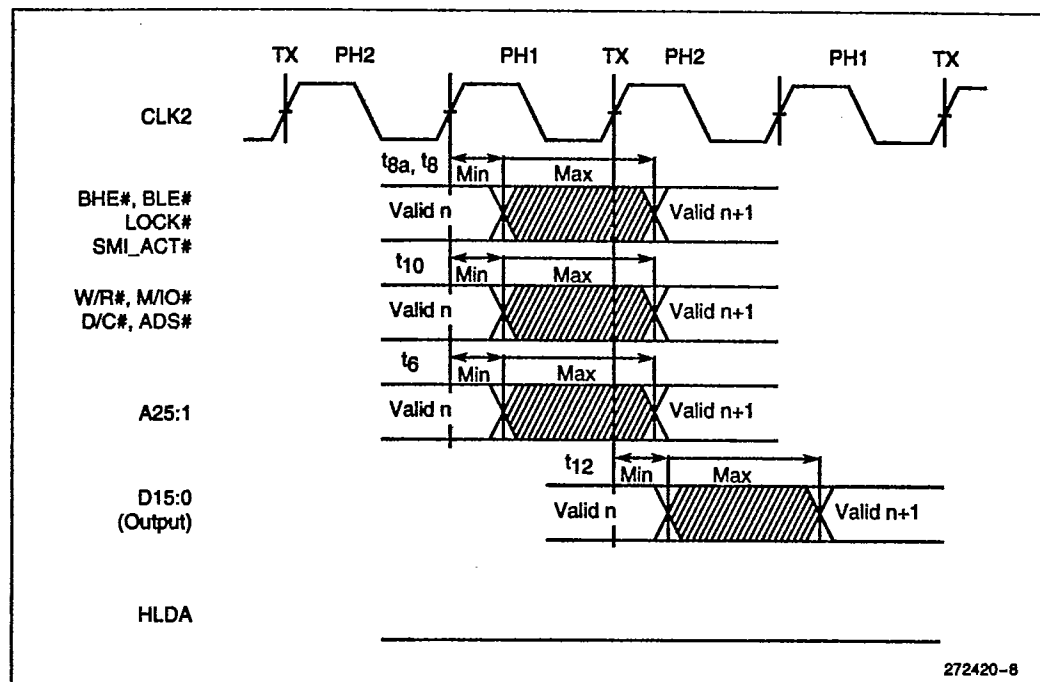 TX PH2 PH1 TX PH2 PH1 TX
CLK2
t8a, t8
Min Max
BHE#, BLE#
LOCK#
SMI_ACT#
Valid n Valid n+1
t10
Min Max
W/R#, M/IO#
D/C#, ADS#
Valid n Valid n+1
t6
Min Max
A25:1
Valid n Valid n+1
t12
Min Max
D15:0
(Output)
Valid n Valid n+1
HLDA
272420-8